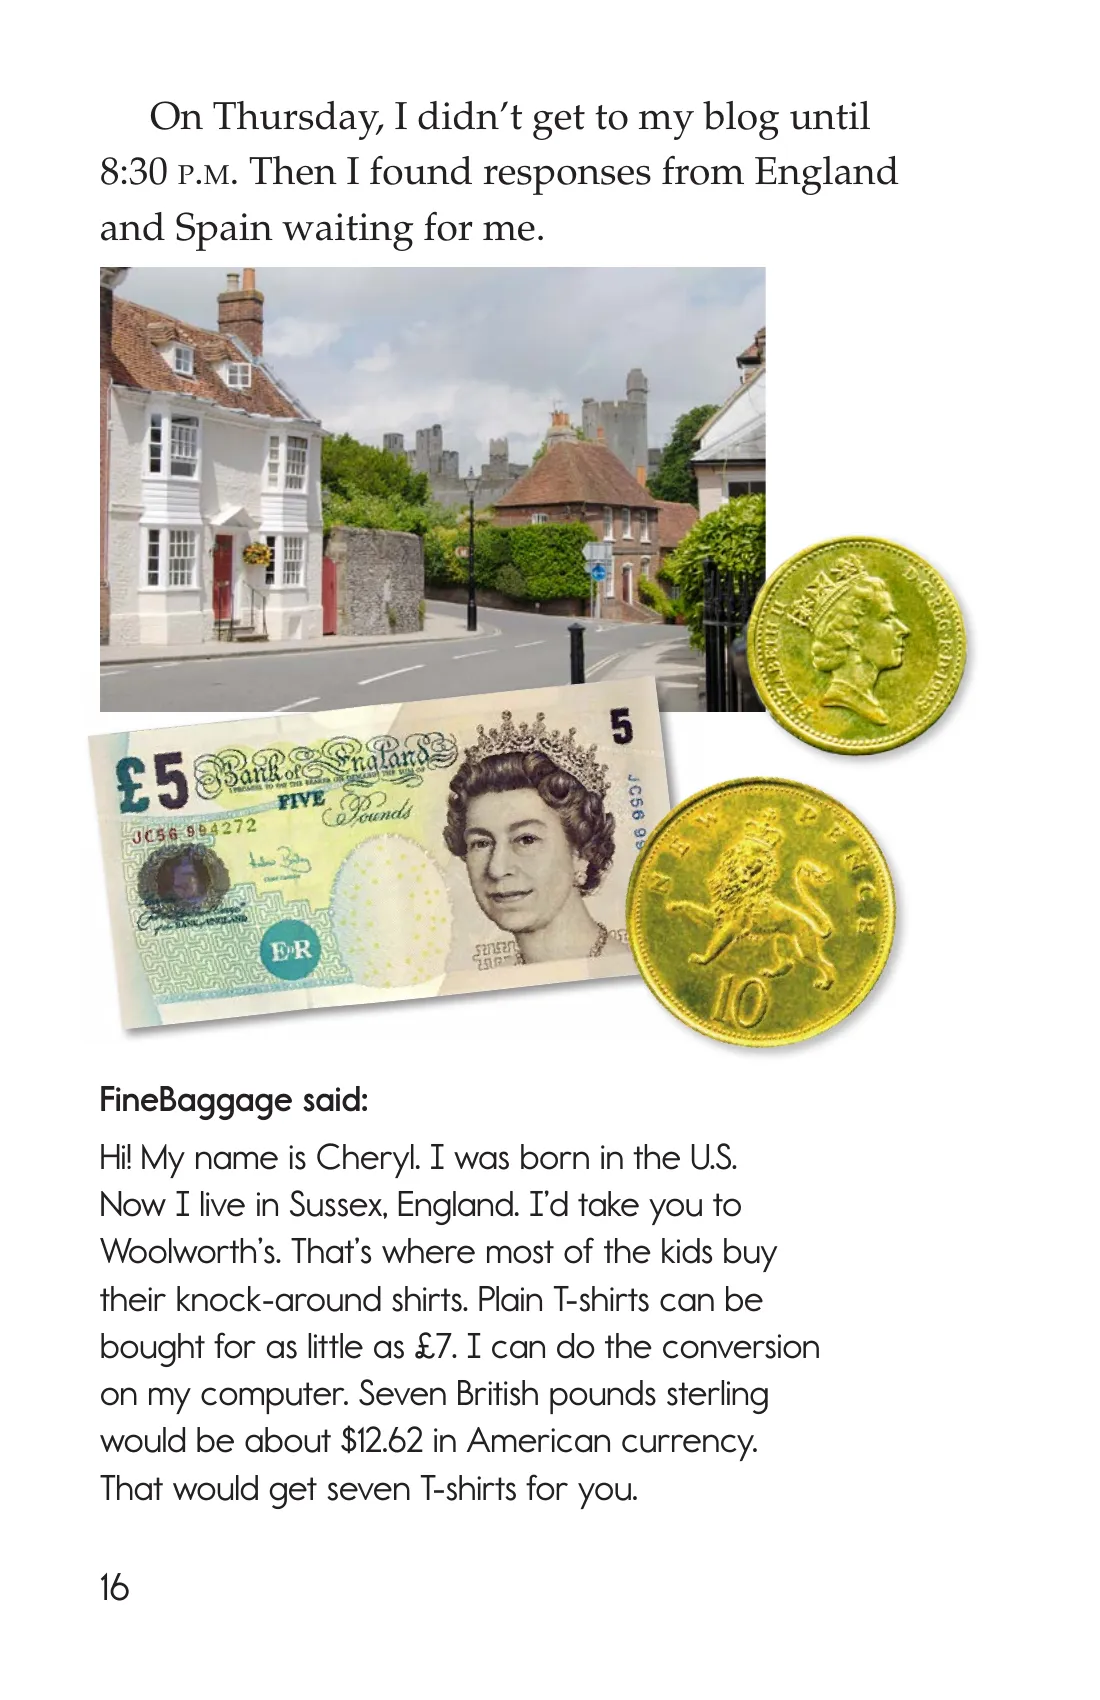 On Thursday, I didn’t get to my blog until
8:30 P.M. Then I found responses from England
and Spain waiting for me.
£5 Bank of England 5
FIVE Pounds
JC56 994272
JC56 99
E R
ELIZABETH II D·G·REG·F·D·
NEW PENCE
10
FineBaggage said:
Hi! My name is Cheryl. I was born in the U.S.
Now I live in Sussex, England. I’d take you to
Woolworth’s. That’s where most of the kids buy
their knock-around shirts. Plain T-shirts can be
bought for as little as £7. I can do the conversion
on my computer. Seven British pounds sterling
would be about $12.62 in American currency.
That would get seven T-shirts for you.
16